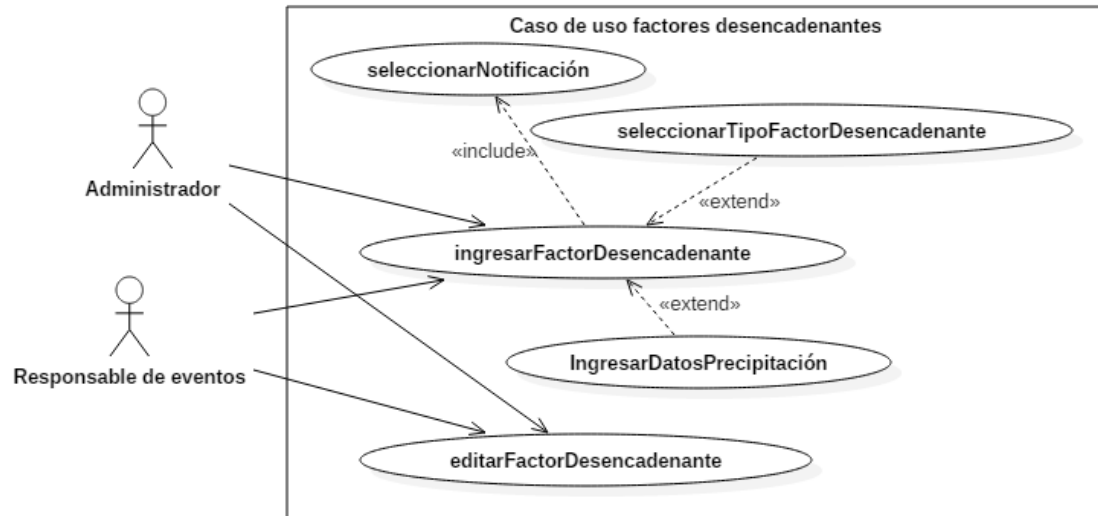 Caso de uso factores desencadenantes
seleccionarNotificación
seleccionarTipoFactorDesencadenante
«include»
Administrador
«extend»
ingresarFactorDesencadenante
«extend»
IngresarDatosPrecipitación
Responsable de eventos
editarFactorDesencadenante